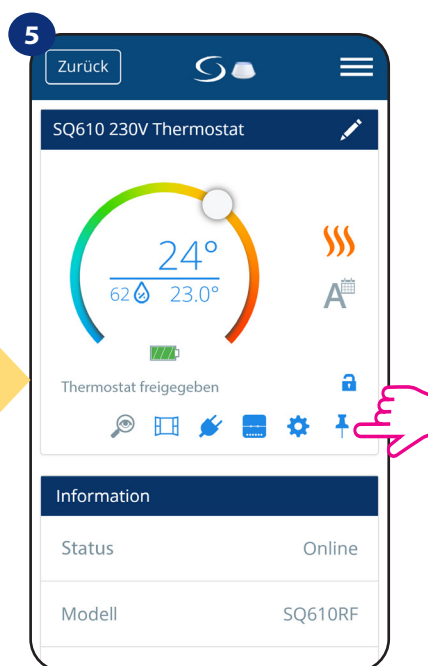 5
Zurück
SQ610 230V Thermostat
24°
62 23.0°
A
Thermostat freigegeben
Information
Status Online
Modell SQ610RF